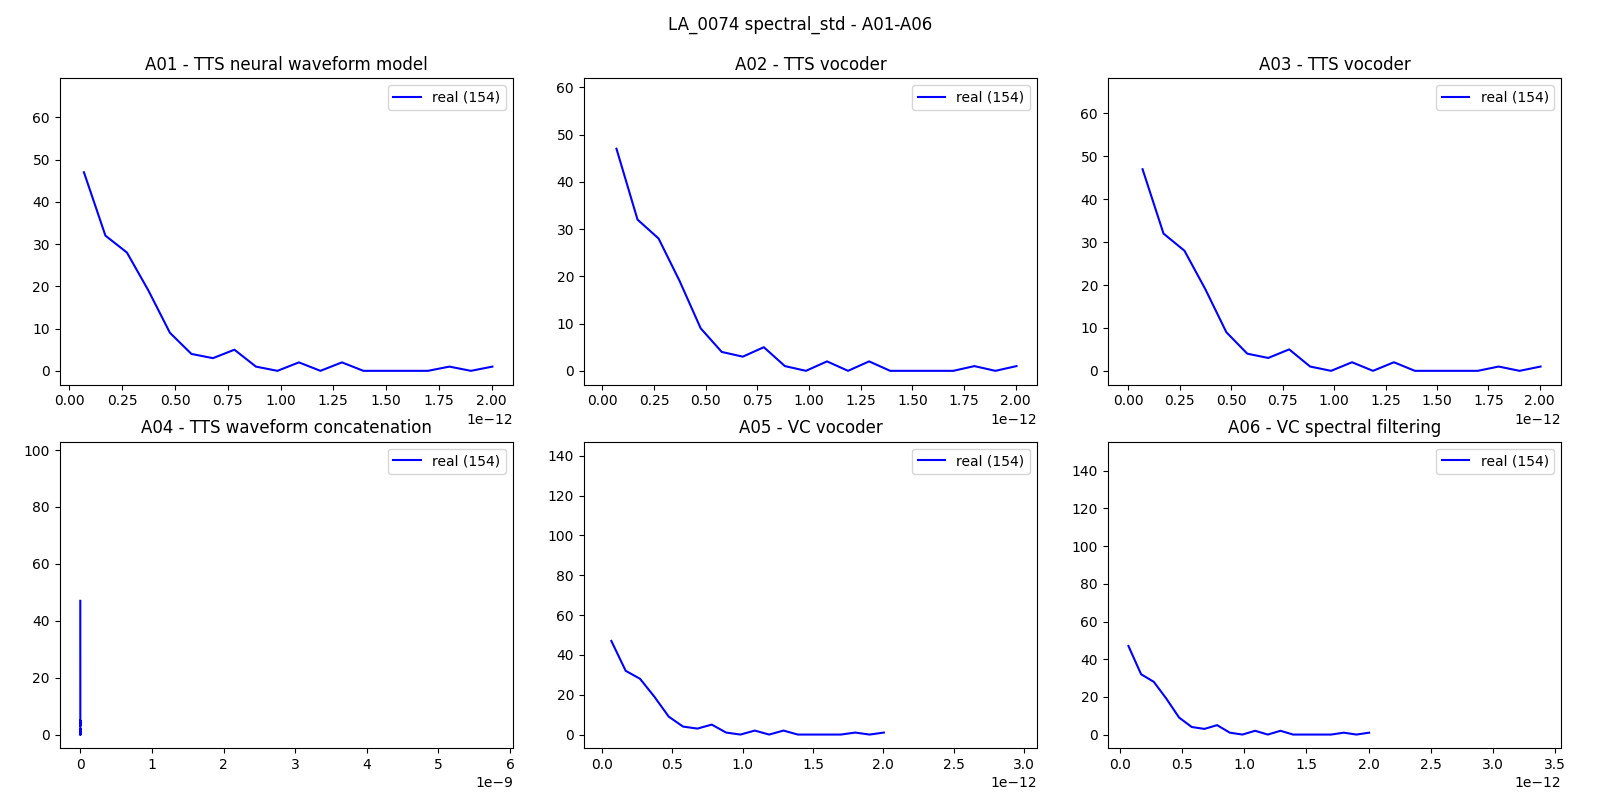 LA_0074 spectral_std - A01-A06
A01 - TTS neural waveform model
real (154)
60
50
40
30
20
10
0
0.00 0.25 0.50 0.75 1.00 1.25 1.50 1.75 2.00
1e−12
A02 - TTS vocoder
real (154)
60
50
40
30
20
10
0
0.00 0.25 0.50 0.75 1.00 1.25 1.50 1.75 2.00
1e−12
A03 - TTS vocoder
real (154)
60
50
40
30
20
10
0
0.00 0.25 0.50 0.75 1.00 1.25 1.50 1.75 2.00
1e−12
A04 - TTS waveform concatenation
real (154)
100
80
60
40
20
0
0 1 2 3 4 5 6
1e−9
A05 - VC vocoder
real (154)
140
120
100
80
60
40
20
0
0.0 0.5 1.0 1.5 2.0 2.5 3.0
1e−12
A06 - VC spectral filtering
real (154)
140
120
100
80
60
40
20
0
0.0 0.5 1.0 1.5 2.0 2.5 3.0 3.5
1e−12